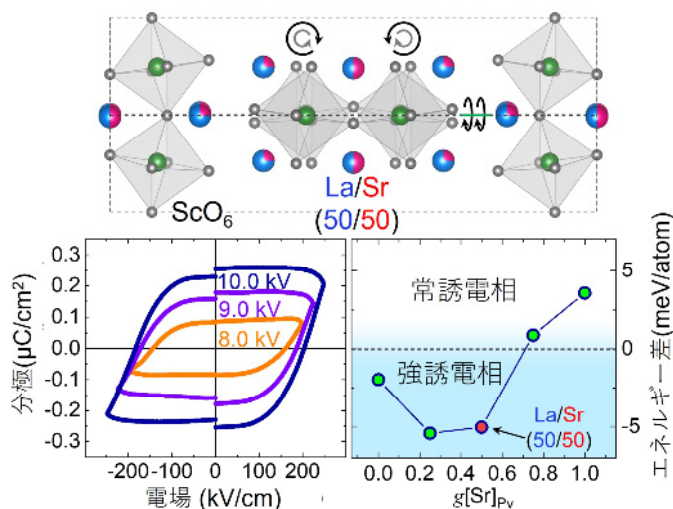 La/Sr
(50/50)
ScO₆
0.3
0.2
0.1
0.0
-0.1
-0.2
-0.3
分極(μC/cm²)
10.0 kV
9.0 kV
8.0 kV
-200 -100 0 100 200
電場 (kV/cm)
常誘電相
強誘電相
La/Sr
(50/50)
5
0
-5
エネルギー差(meV/atom)
0.0 0.2 0.4 0.6 0.8 1.0
g[Sr]Pv